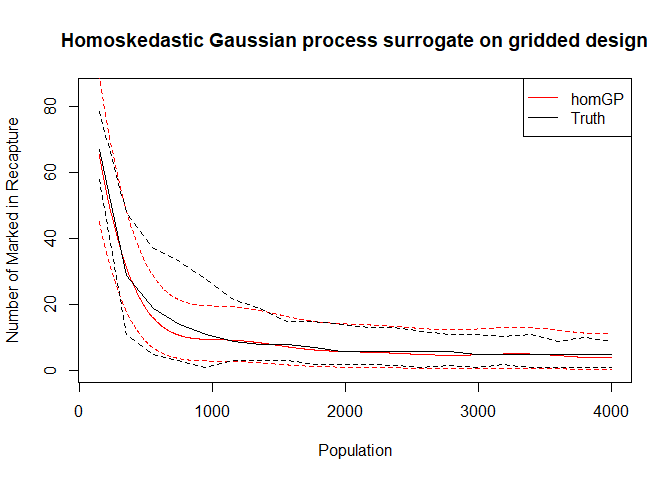 Homoskedastic Gaussian process surrogate on gridded design
homGP
Truth
Number of Marked in Recapture
80
60
40
20
0
0 1000 2000 3000 4000
Population